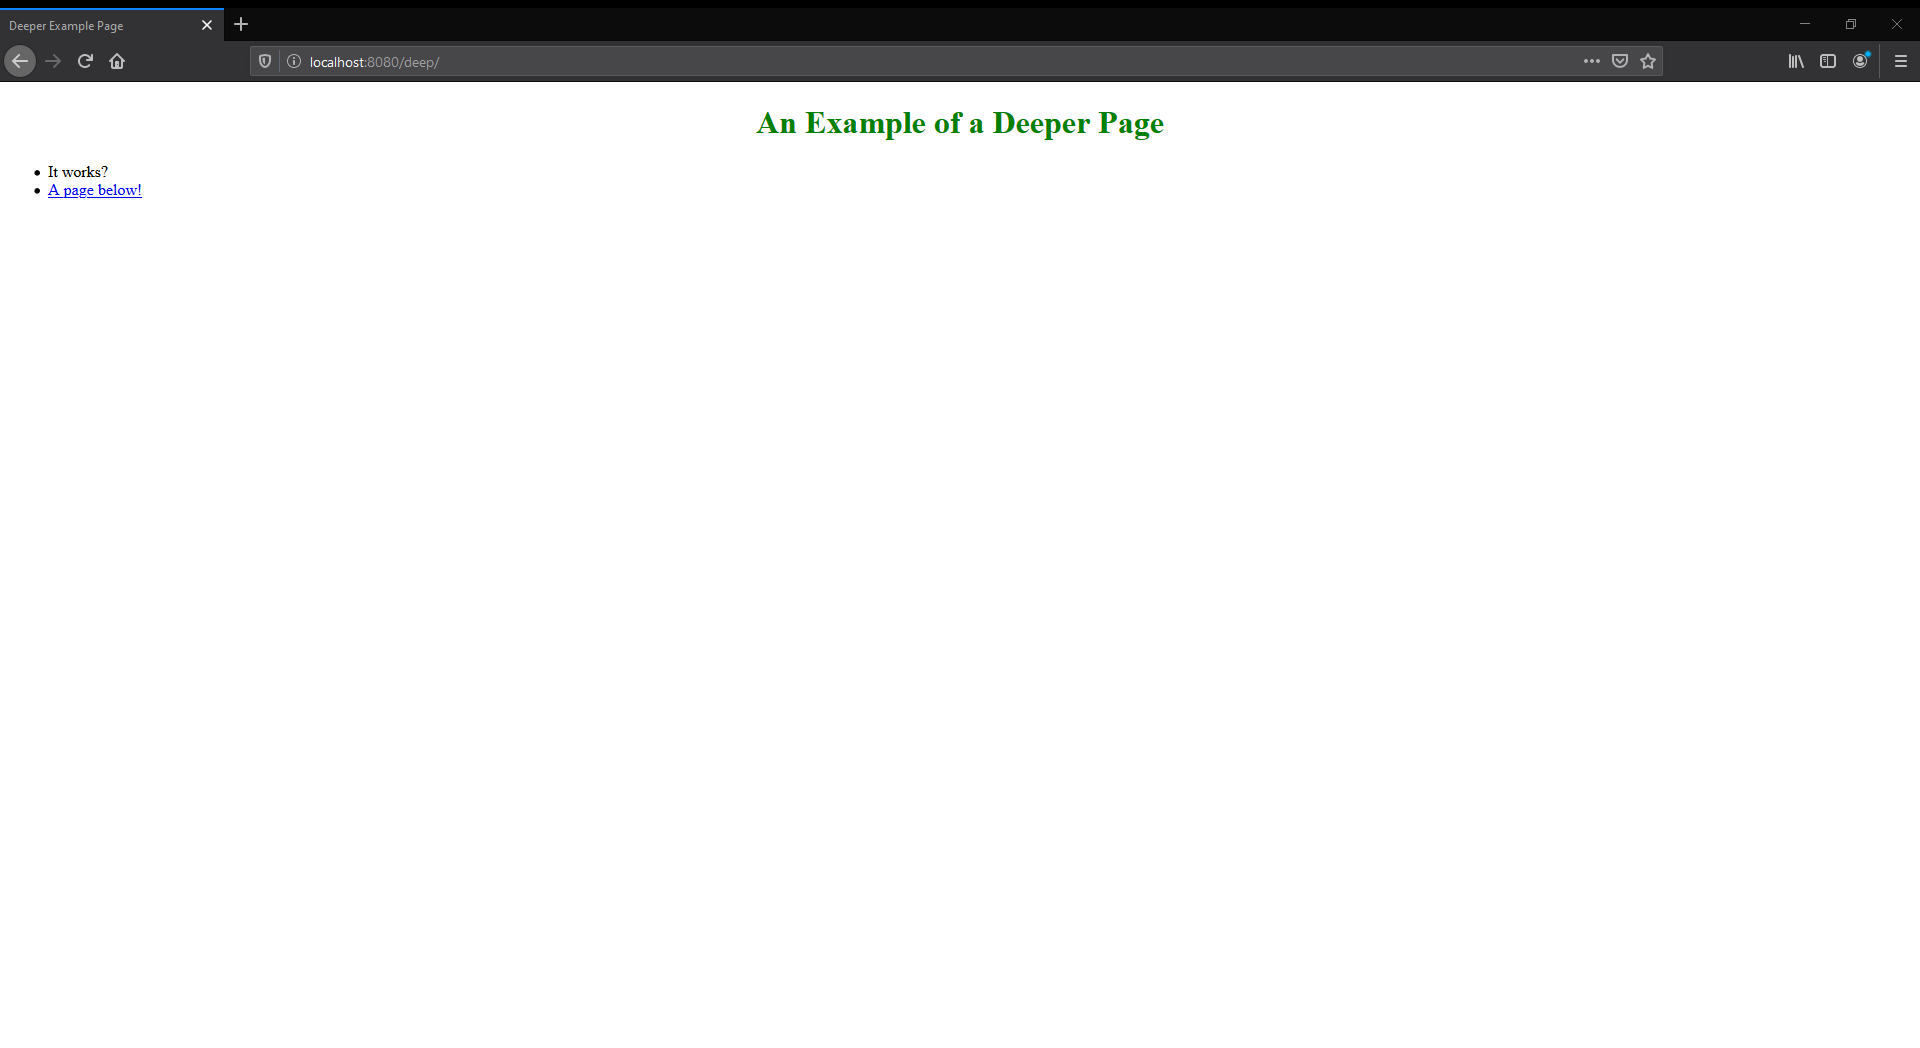 Deeper Example Page
localhost:8080/deep/
An Example of a Deeper Page
It works?
A page below!